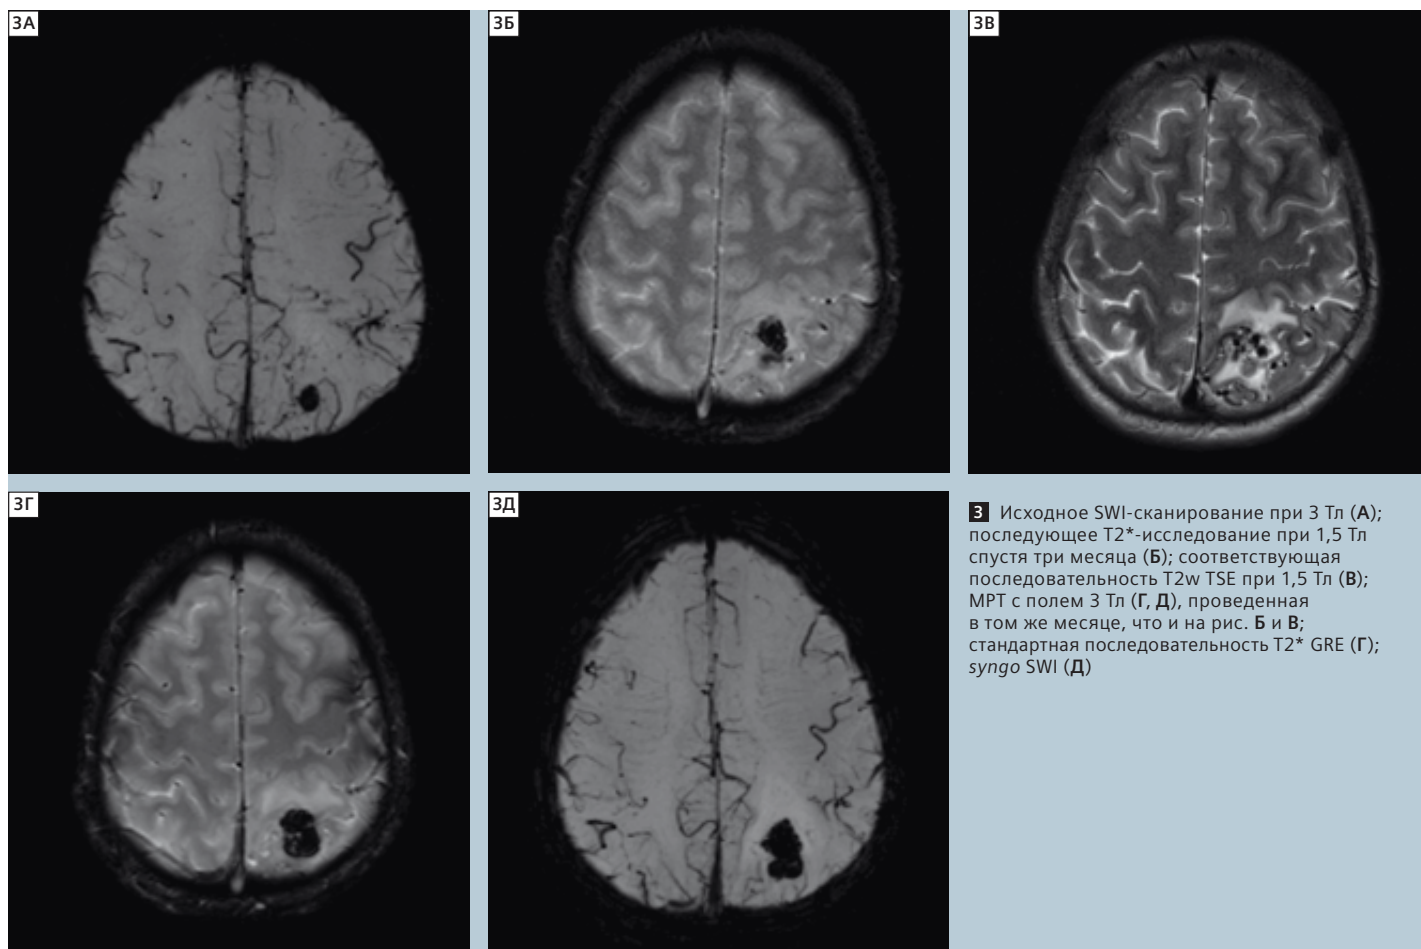 3А
3Б
3В
3Г
3Д
3 Исходное SWI-сканирование при 3 Тл (А);
последующее T2*-исследование при 1,5 Тл
спустя три месяца (Б); соответствующая
последовательность T2w TSE при 1,5 Тл (В);
МРТ с полем 3 Тл (Г, Д), проведенная
в том же месяце, что и на рис. Б и В;
стандартная последовательность T2* GRE (Г);
syngo SWI (Д)